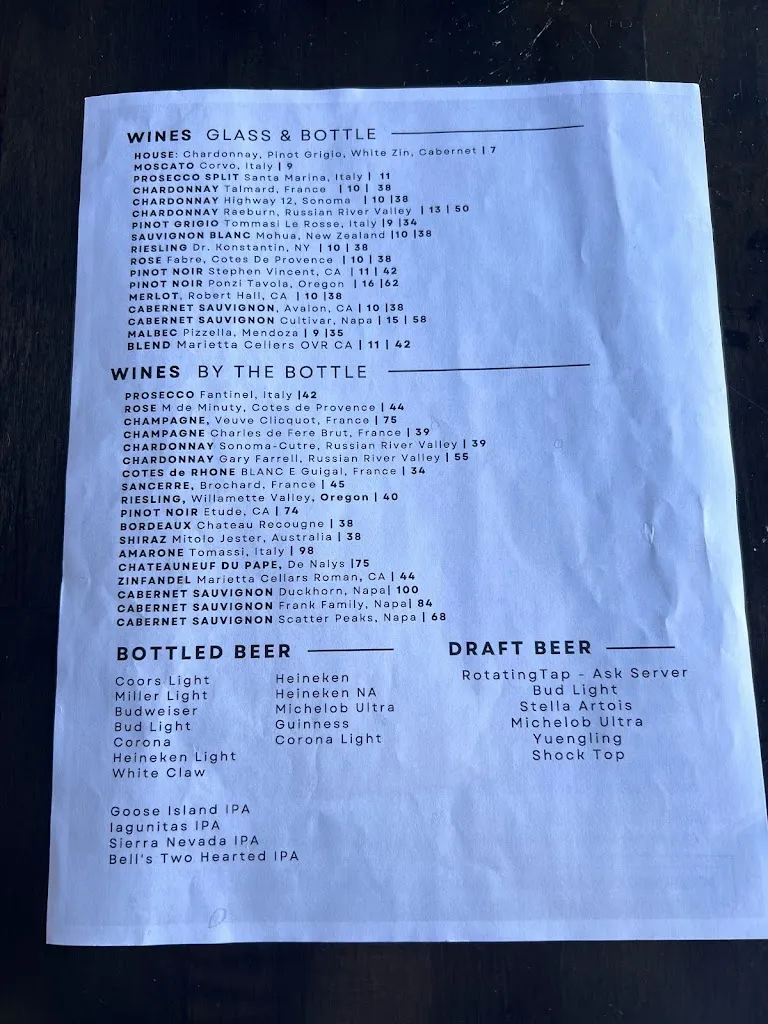 WINES GLASS & BOTTLE
HOUSE: Chardonnay, Pinot Grigio, White Zin, Cabernet | 7
MOSCATO Corvo, Italy | 9
PROSECCO SPLIT Santa Marina, Italy | 11
CHARDONNAY Talmard, France | 10 | 38
CHARDONNAY Highway 12, Sonoma | 10 |38
CHARDONNAY Raeburn, Russian River Valley | 13 | 50
PINOT GRIGIO Tommasi Le Rosse, Italy |9 |34
SAUVIGNON BLANC Mohua, New Zealand |10 |38
RIESLING Dr. Konstantin, NY | 10 | 38
ROSE Fabre, Cotes De Provence | 10 | 38
PINOT NOIR Stephen Vincent, CA | 11 | 42
PINOT NOIR Ponzi Tavola, Oregon | 16 |62
MERLOT, Robert Hall, CA | 10 |38
CABERNET SAUVIGNON, Avalon, CA | 10 |38
CABERNET SAUVIGNON Cultivar, Napa | 15 | 58
MALBEC Pizzella, Mendoza | 9 |35
BLEND Marietta Cellers OVR CA | 11 | 42
WINES BY THE BOTTLE
PROSECCO Fantinel, Italy |42
ROSE M de Minuty, Cotes de Provence | 44
CHAMPAGNE, Veuve Clicquot, France | 75
CHAMPAGNE Charles de Fere Brut, France | 39
CHARDONNAY Sonoma-Cutre, Russian River Valley | 39
CHARDONNAY Gary Farrell, Russian River Valley | 55
COTES de RHONE BLANC E Guigal, France | 34
SANCERRE, Brochard, France | 45
RIESLING, Willamette Valley, Oregon | 40
PINOT NOIR Etude, CA | 74
BORDEAUX Chateau Recougne | 38
SHIRAZ Mitolo Jester, Australia | 38
AMARONE Tomassi, Italy | 98
CHATEAUNEUF DU PAPE, De Nalys |75
ZINFANDEL Marietta Cellars Roman, CA | 44
CABERNET SAUVIGNON Duckhorn, Napa| 100
CABERNET SAUVIGNON Frank Family, Napa| 84
CABERNET SAUVIGNON Scatter Peaks, Napa | 68
BOTTLED BEER
Coors Light
Miller Light
Budweiser
Bud Light
Corona
Heineken Light
White Claw
Heineken
Heineken NA
Michelob Ultra
Guinness
Corona Light
Goose Island IPA
lagunitas IPA
Sierra Nevada IPA
Bell's Two Hearted IPA
DRAFT BEER
RotatingTap - Ask Server
Bud Light
Stella Artois
Michelob Ultra
Yuengling
Shock Top